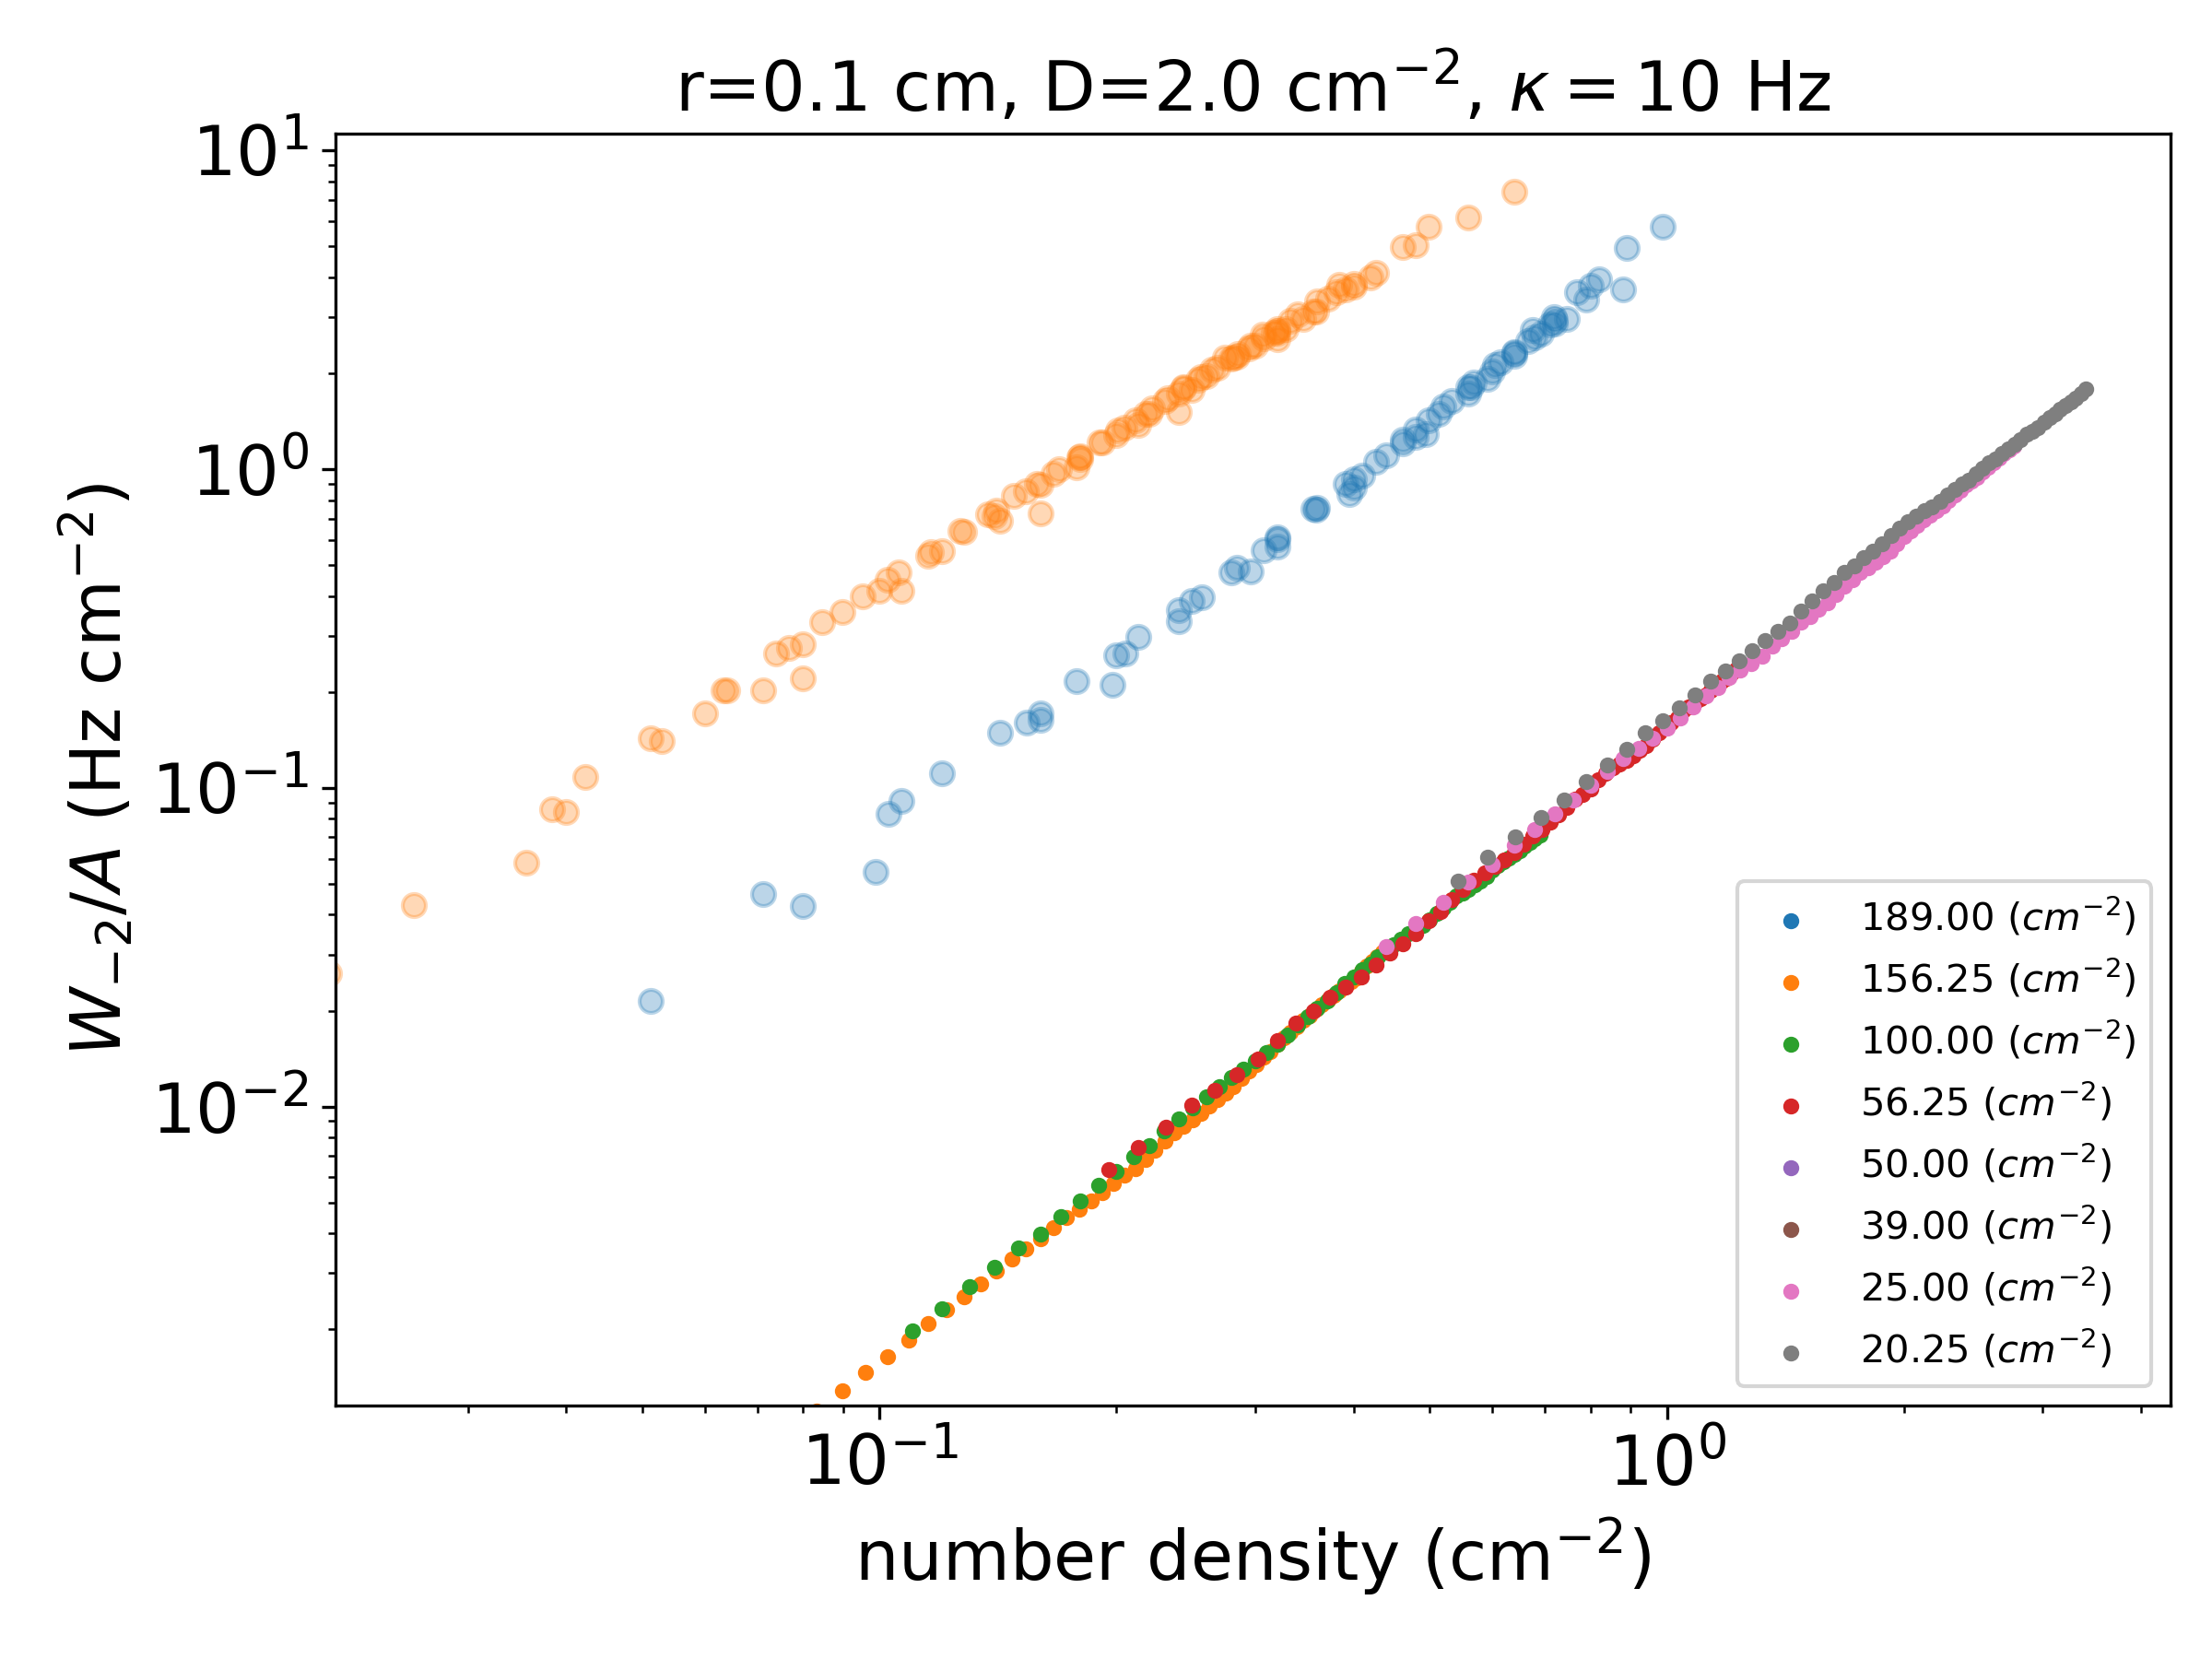 r=0.1 cm, D=2.0 cm⁻², κ = 10 Hz
10¹
10⁰
10⁻¹
10⁻²
W₋₂/A (Hz cm⁻²)
189.00 (cm⁻²)
156.25 (cm⁻²)
100.00 (cm⁻²)
56.25 (cm⁻²)
50.00 (cm⁻²)
39.00 (cm⁻²)
25.00 (cm⁻²)
20.25 (cm⁻²)
10⁻¹ 10⁰
number density (cm⁻²)